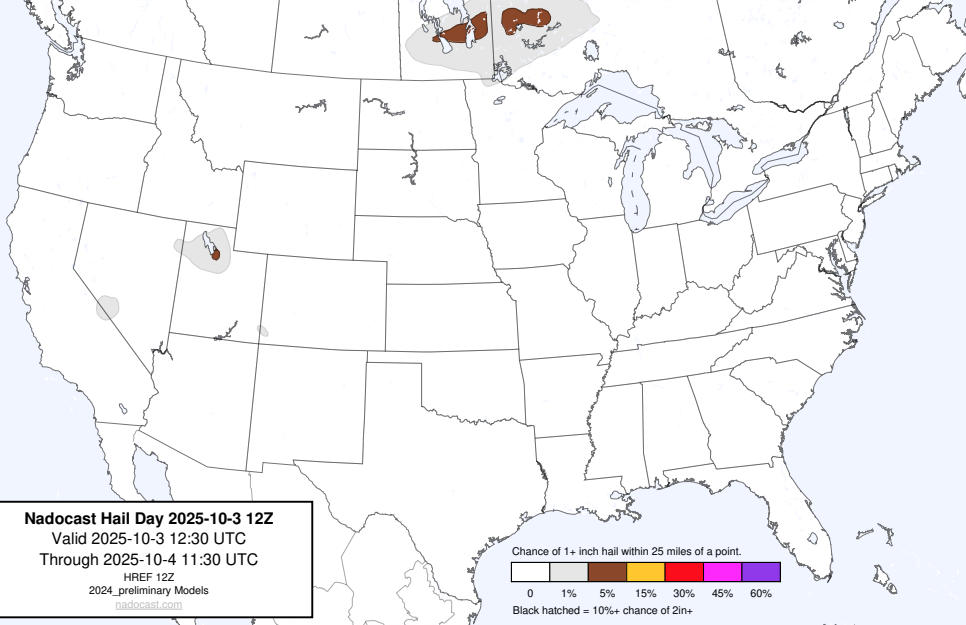 Nadocast Hail Day 2025-10-3 12Z
Valid 2025-10-3 12:30 UTC
Through 2025-10-4 11:30 UTC
HREF 12Z
2024_preliminary Models
nadocast.com
Chance of 1+ inch hail within 25 miles of a point.
0 1% 5% 15% 30% 45% 60%
Black hatched = 10%+ chance of 2in+